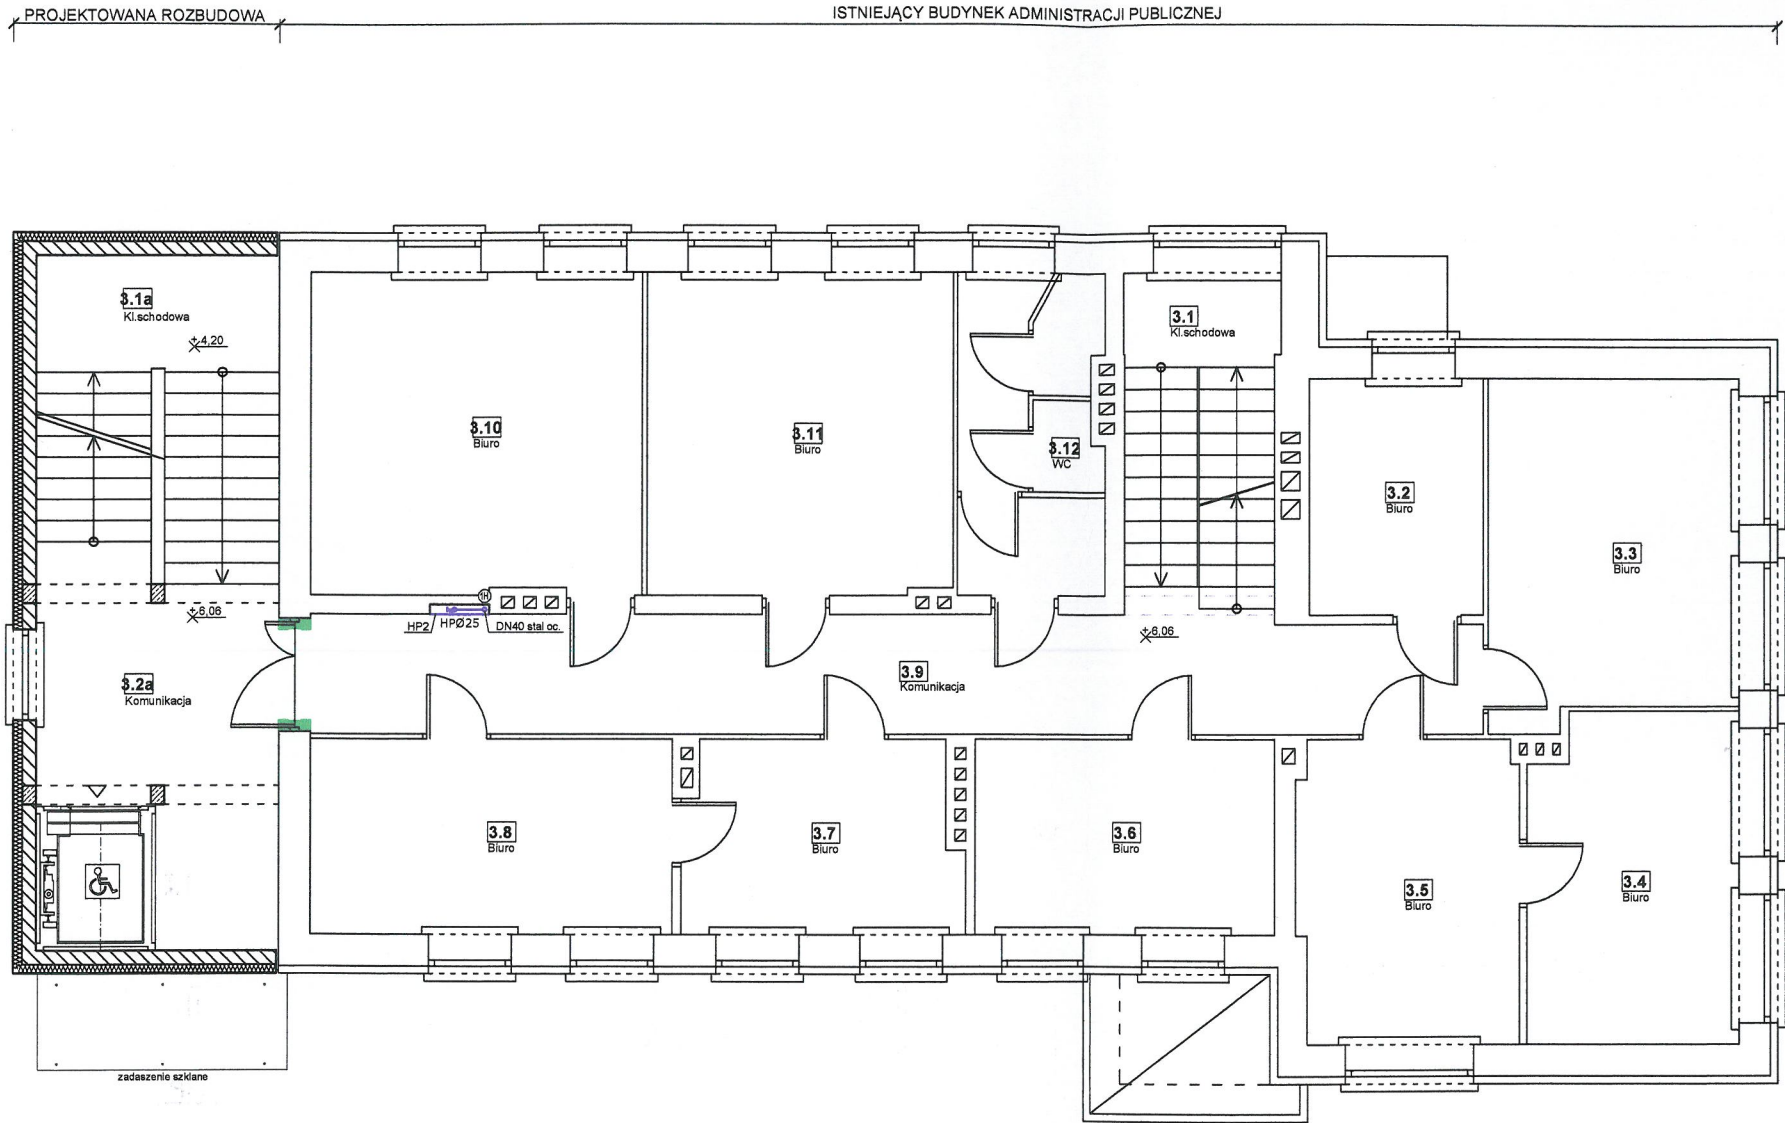 PROJEKTOWANA ROZBUDOWA
ISTNIEJĄCY BUDYNEK ADMINISTRACJI PUBLICZNEJ
3.1a
Kl.schodowa
+4,20
3.1
Kl.schodowa
3.10
Biuro
3.11
Biuro
3.12
WC
3.2
Biuro
3.3
Biuro
+6,06
HP2
HPØ25
DN40 stal oc.
H
+6,06
3.2a
Komunikacja
3.9
Komunikacja
3.8
Biuro
3.7
Biuro
3.6
Biuro
3.5
Biuro
3.4
Biuro
zadaszenie szklane